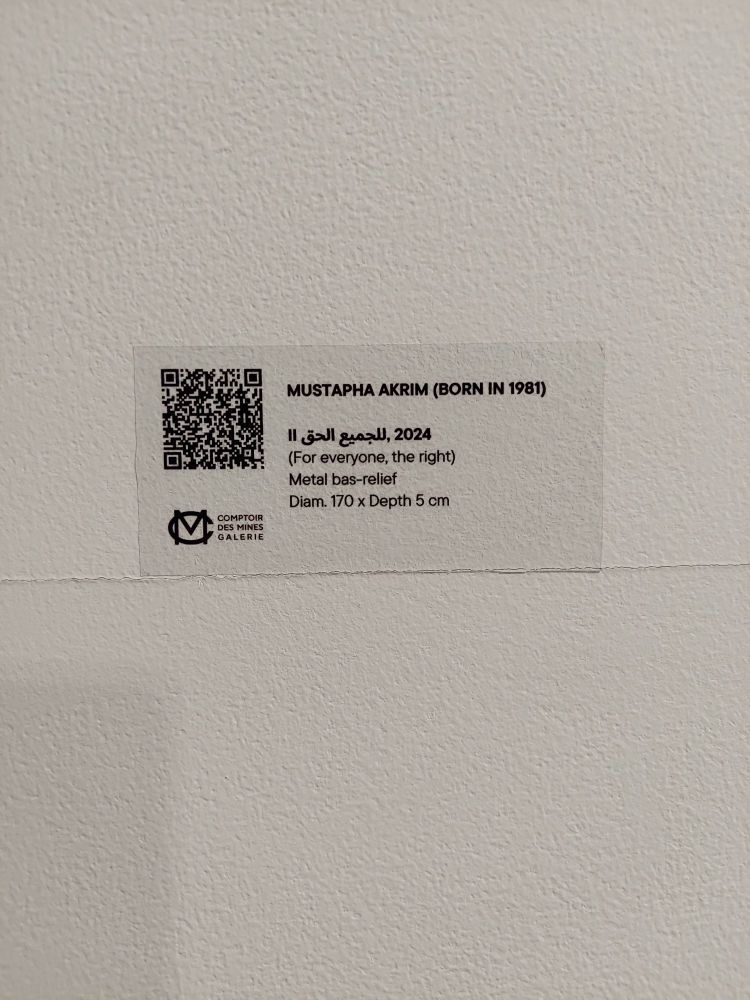 MUSTAPHA AKRIM (BORN IN 1981)
II للجميع الحق, 2024
(For everyone, the right)
Metal bas-relief
Diam. 170 x Depth 5 cm
COMPTOIR
DES MINES
GALERIE